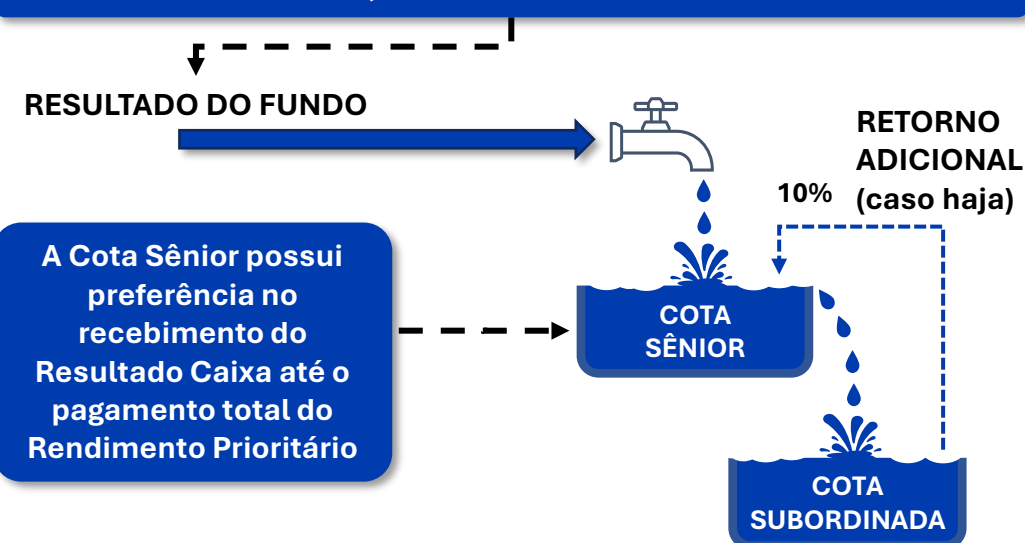 RESULTADO DO FUNDO
RETORNO
ADICIONAL
(caso haja)
10%
A Cota Sênior possui
preferência no
recebimento do
Resultado Caixa até o
pagamento total do
Rendimento Prioritário
COTA
SÊNIOR
COTA
SUBORDINADA